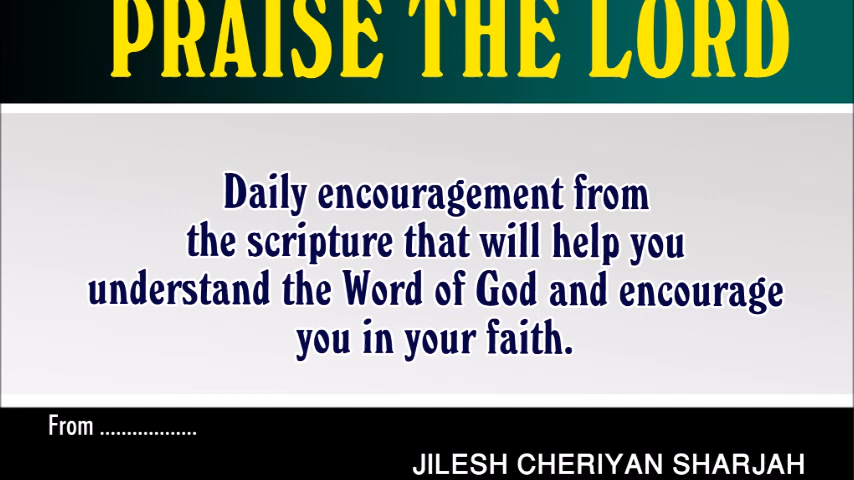 PRAISE THE LORD
Daily encouragement from
the scripture that will help you
understand the Word of God and encourage
you in your faith.
From ..................
JILESH CHERIYAN SHARJAH